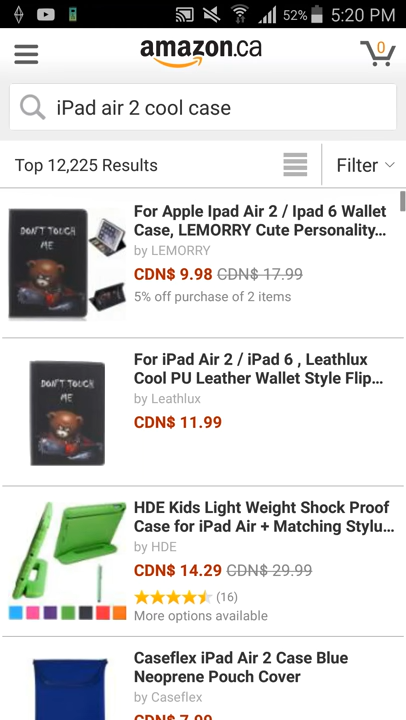 52% 5:20 PM
amazon.ca
0
iPad air 2 cool case
Top 12,225 Results
Filter
For Apple Ipad Air 2 / Ipad 6 Wallet
Case, LEMORRY Cute Personality...
by LEMORRY
CDN$ 9.98 CDN$ 17.99
5% off purchase of 2 items
DON'T TOUCH
ME
For iPad Air 2 / iPad 6 , Leathlux
Cool PU Leather Wallet Style Flip...
by Leathlux
CDN$ 11.99
DON'T TOUCH
ME
HDE Kids Light Weight Shock Proof
Case for iPad Air + Matching Stylu...
by HDE
CDN$ 14.29 CDN$ 29.99
(16)
More options available
Caseflex iPad Air 2 Case Blue
Neoprene Pouch Cover
by Caseflex
CDN$ 7.99